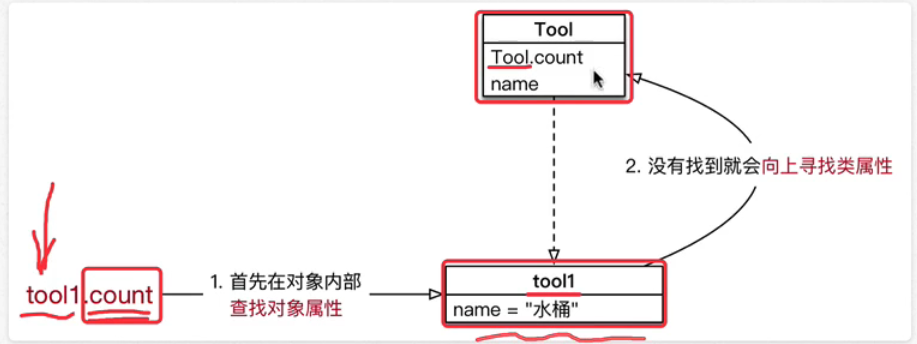 Tool
Tool.count
name
2. 没有找到就会向上寻找类属性
tool1.count
1. 首先在对象内部
查找对象属性
tool1
name = "水桶"